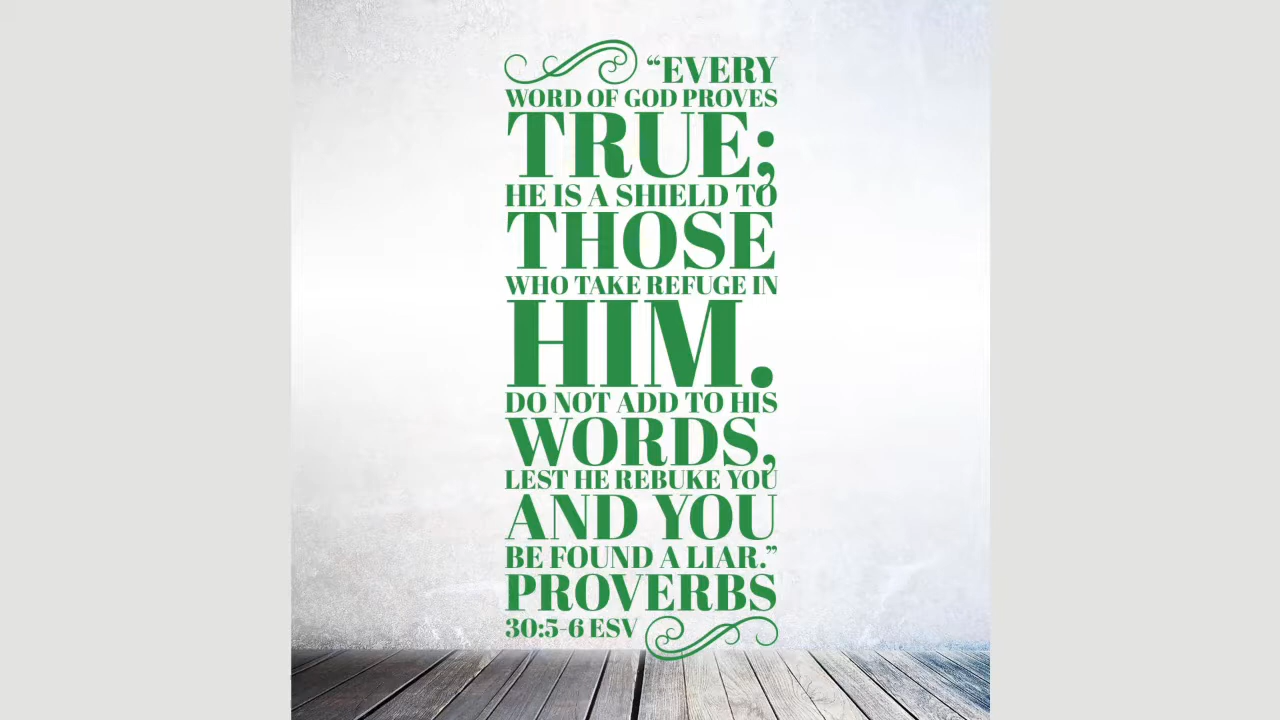 “EVERY
WORD OF GOD PROVES
TRUE;
HE IS A SHIELD TO
THOSE
WHO TAKE REFUGE IN
HIM.
DO NOT ADD TO HIS
WORDS,
LEST HE REBUKE YOU
AND YOU
BE FOUND A LIAR.”
PROVERBS
30:5-6 ESV